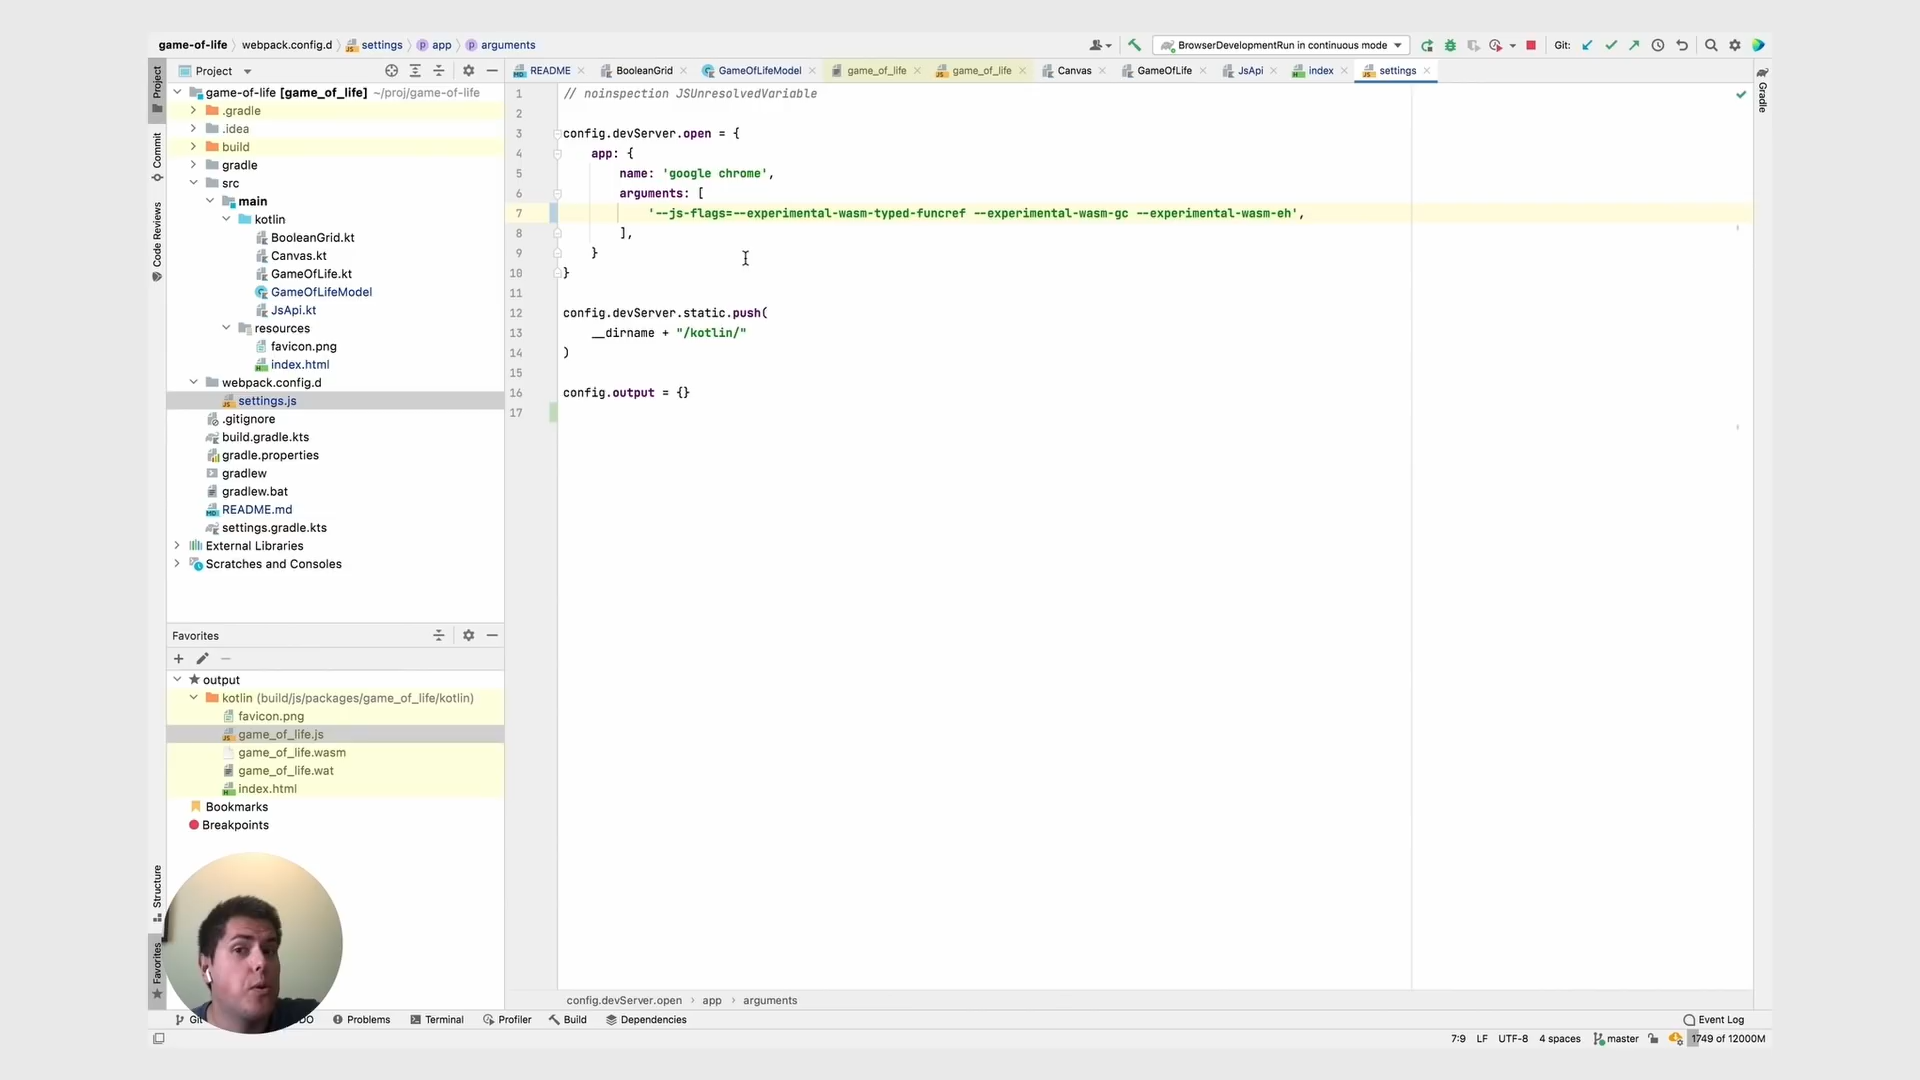 game-of-life webpack.config.d settings app arguments
BrowserDevelopmentRun in continuous mode
Git:
Project
README BooleanGrid GameOfLifeModel game_of_life game_of_life Canvas GameOfLife JsApi index settings
Project
Commit
Code Reviews
Structure
Favorites
Gradle
game-of-life [game_of_life] ~/proj/game-of-life
.gradle
.idea
build
gradle
src
main
kotlin
BooleanGrid.kt
Canvas.kt
GameOfLife.kt
GameOfLifeModel
JsApi.kt
resources
favicon.png
index.html
webpack.config.d
settings.js
.gitignore
build.gradle.kts
gradle.properties
gradlew
gradlew.bat
README.md
settings.gradle.kts
External Libraries
Scratches and Consoles
Favorites
output
kotlin (build/js/packages/game_of_life/kotlin)
favicon.png
game_of_life.js
game_of_life.wasm
game_of_life.wat
index.html
Bookmarks
Breakpoints
1 // noinspection JSUnresolvedVariable
2
3 config.devServer.open = {
4 app: {
5 name: 'google chrome',
6 arguments: [
7 '--js-flags=--experimental-wasm-typed-funcref --experimental-wasm-gc --experimental-wasm-eh',
8 ],
9 }
10 }
11
12 config.devServer.static.push(
13 __dirname + "/kotlin/"
14 )
15
16 config.output = {}
17
config.devServer.open app arguments
Problems Terminal Profiler Build Dependencies Event Log
7:9 LF UTF-8 4 spaces master 1749 of 12000M